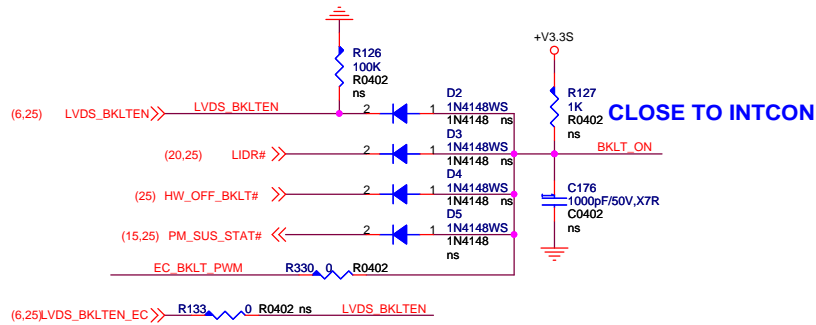 +V3.3S
R126
100K
R0402
ns
D2
R127
1K
R0402
ns
CLOSE TO INTCON
(6,25) LVDS_BKLTEN LVDS_BKLTEN 2 1 1N4148WS
1N4148 ns
D3
(20,25) LIDR# 2 1 1N4148WS BKLT_ON
1N4148 ns
D4
(25) HW_OFF_BKLT# 2 1 1N4148WS
1N4148 ns
C176
1000pF/50V,X7R
C0402
ns
D5
(15,25) PM_SUS_STAT# 2 1 1N4148WS
1N4148
ns
EC_BKLT_PWM R330 0 R0402
(6,25)LVDS_BKLTEN_EC R133 0 R0402 ns LVDS_BKLTEN